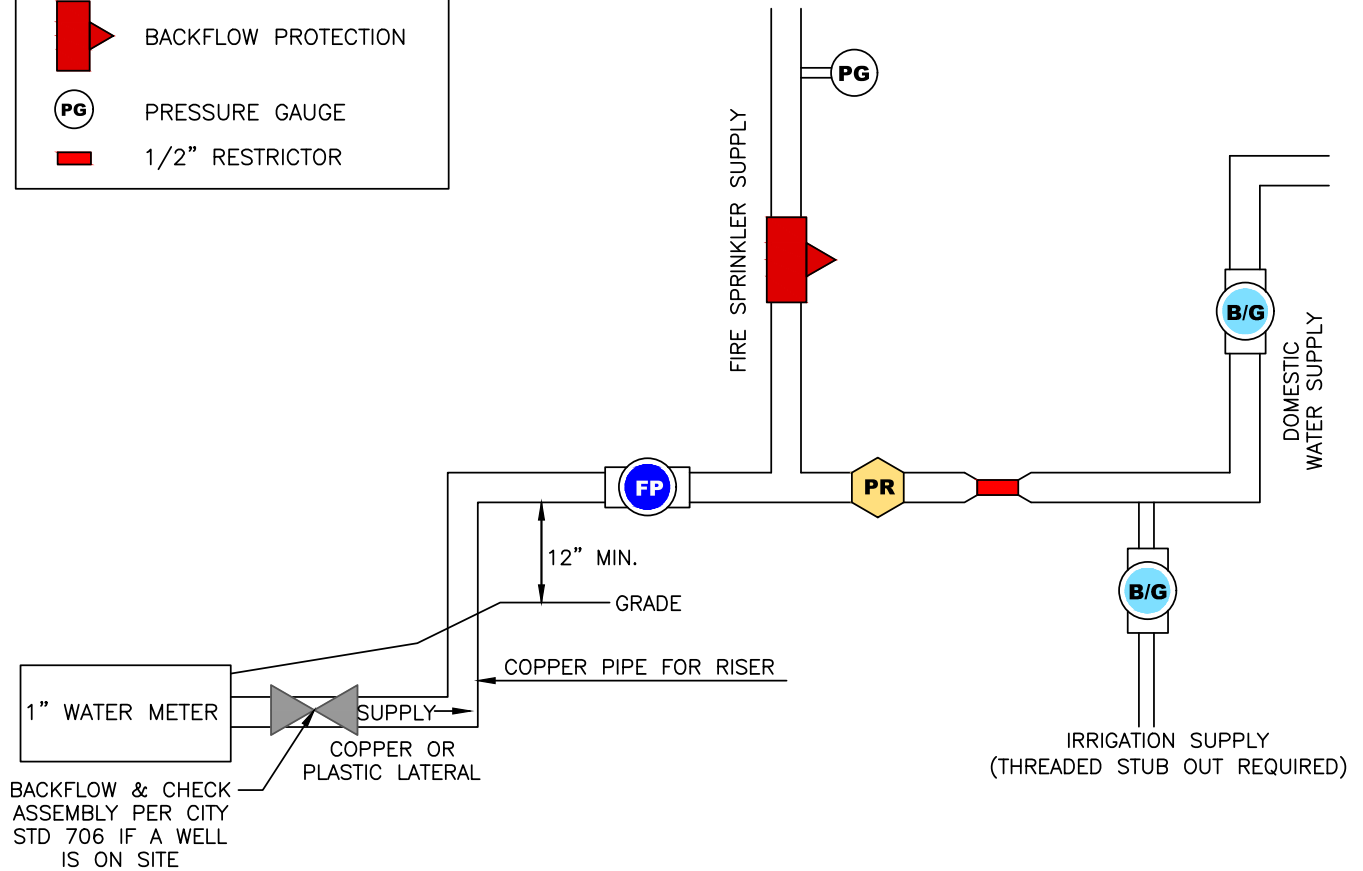 BACKFLOW PROTECTION
PG
PRESSURE GAUGE
1/2" RESTRICTOR
PG
FIRE SPRINKLER SUPPLY
B/G
DOMESTIC
WATER SUPPLY
FP
PR
12" MIN.
GRADE
B/G
COPPER PIPE FOR RISER
1" WATER METER
SUPPLY
COPPER OR
PLASTIC LATERAL
IRRIGATION SUPPLY
(THREADED STUB OUT REQUIRED)
BACKFLOW & CHECK
ASSEMBLY PER CITY
STD 706 IF A WELL
IS ON SITE